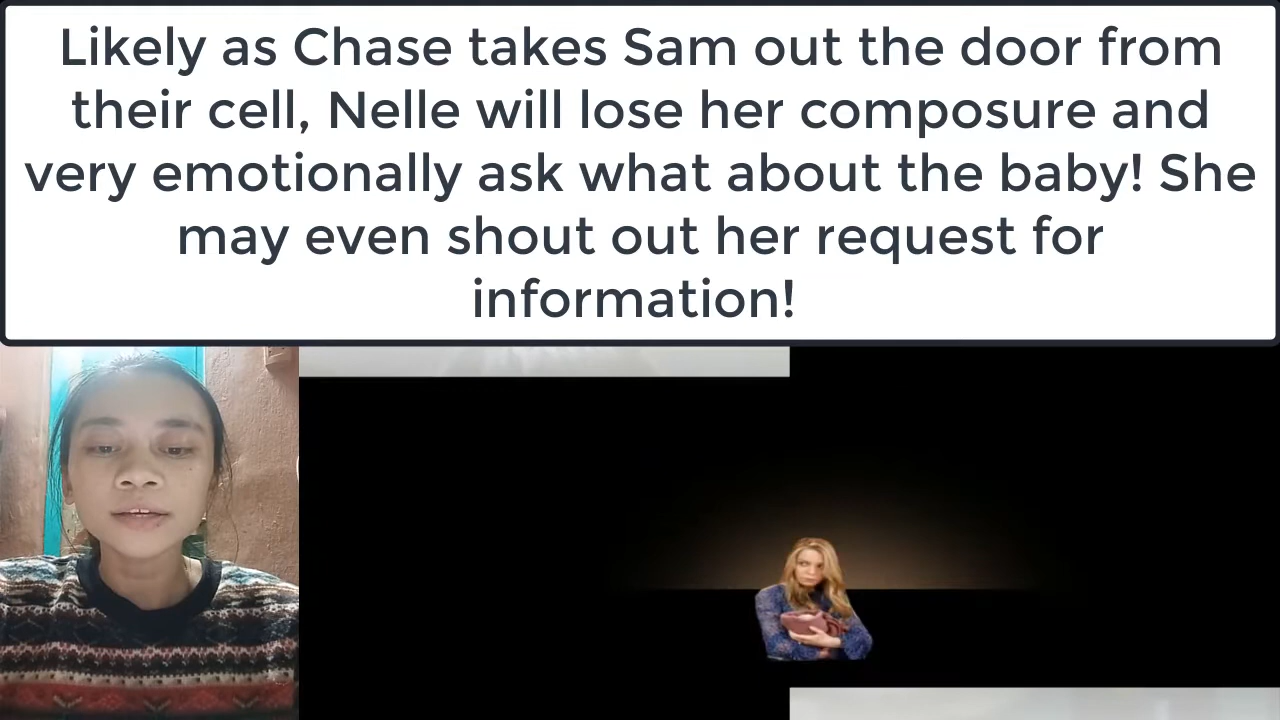 Likely as Chase takes Sam out the door from
their cell, Nelle will lose her composure and
very emotionally ask what about the baby! She
may even shout out her request for
information!